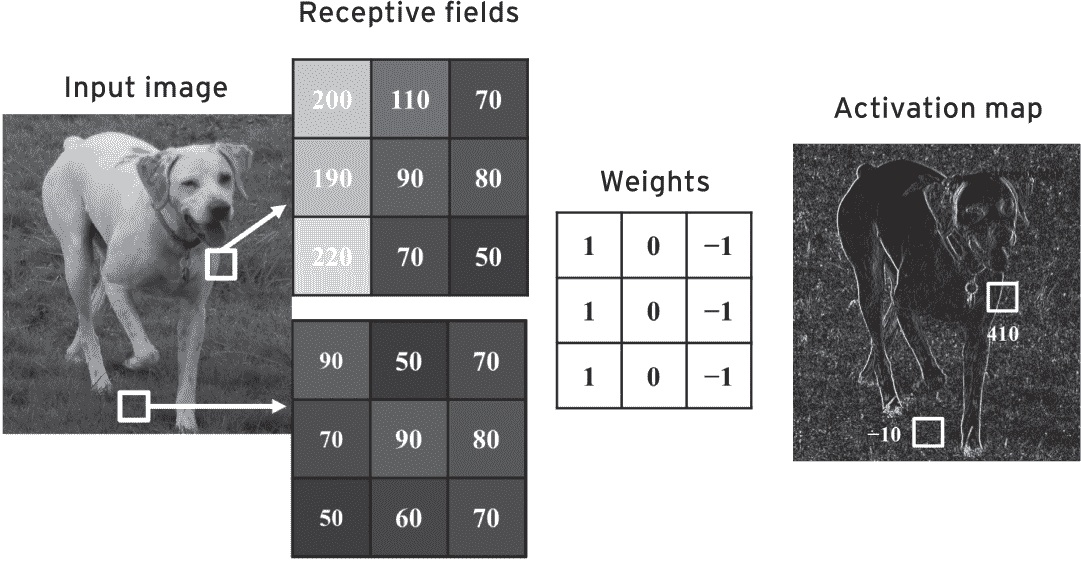 Receptive fields
Input image
200 110 70
190 90 80
220 70 50
90 50 70
70 90 80
50 60 70
Weights
1 0 −1
1 0 −1
1 0 −1
Activation map
410
−10